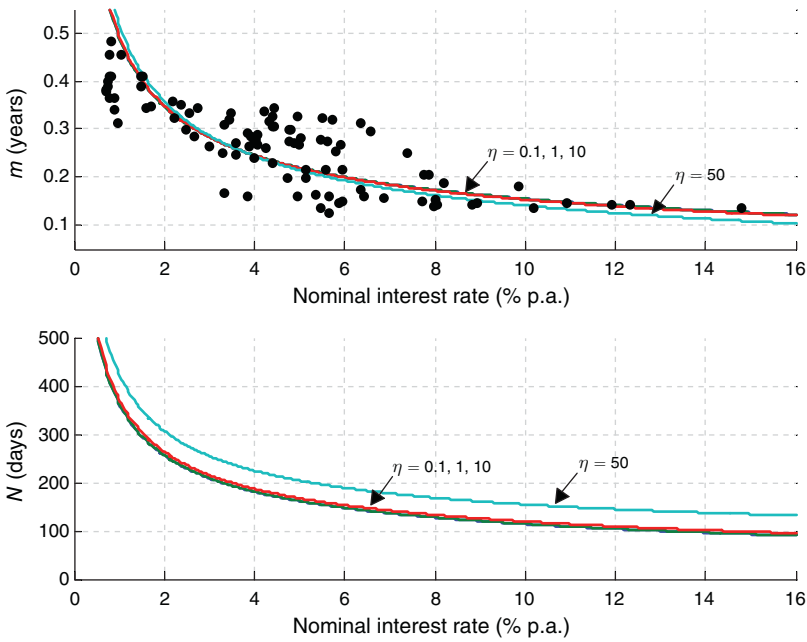 0.5
0.4
0.3
0.2
0.1
m (years)
η = 0.1, 1, 10
η = 50
0 2 4 6 8 10 12 14 16
Nominal interest rate (% p.a.)
500
400
300
200
100
0
N (days)
η = 0.1, 1, 10
η = 50
0 2 4 6 8 10 12 14 16
Nominal interest rate (% p.a.)